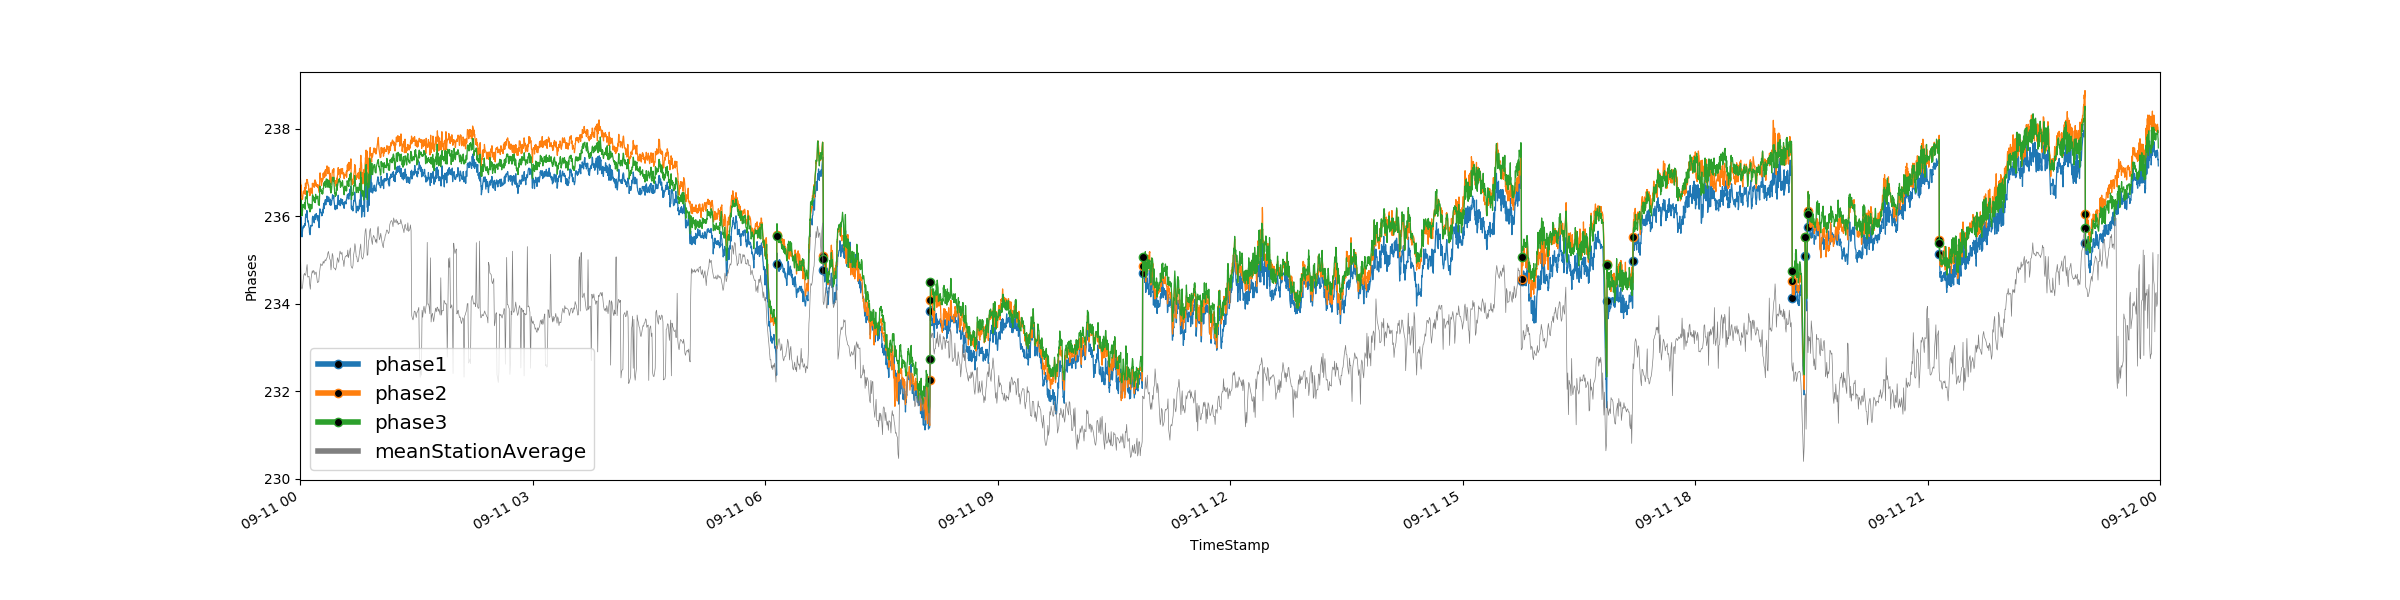 238
236
234
232
230
Phases
phase1
phase2
phase3
meanStationAverage
09-11 00
09-11 03
09-11 06
09-11 09
09-11 12
09-11 15
09-11 18
09-11 21
09-12 00
TimeStamp